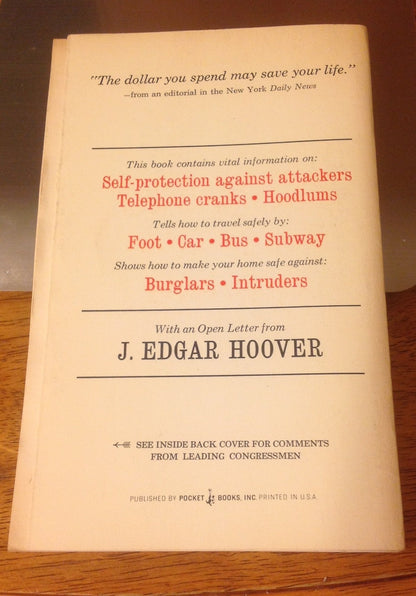 "The dollar you spend may save your life."
—from an editorial in the New York Daily News
This book contains vital information on:
Self-protection against attackers
Telephone cranks • Hoodlums
Tells how to travel safely by:
Foot • Car • Bus • Subway
Shows how to make your home safe against:
Burglars • Intruders
With an Open Letter from
J. EDGAR HOOVER
SEE INSIDE BACK COVER FOR COMMENTS
FROM LEADING CONGRESSMEN
PUBLISHED BY POCKET BOOKS, INC. PRINTED IN U.S.A.